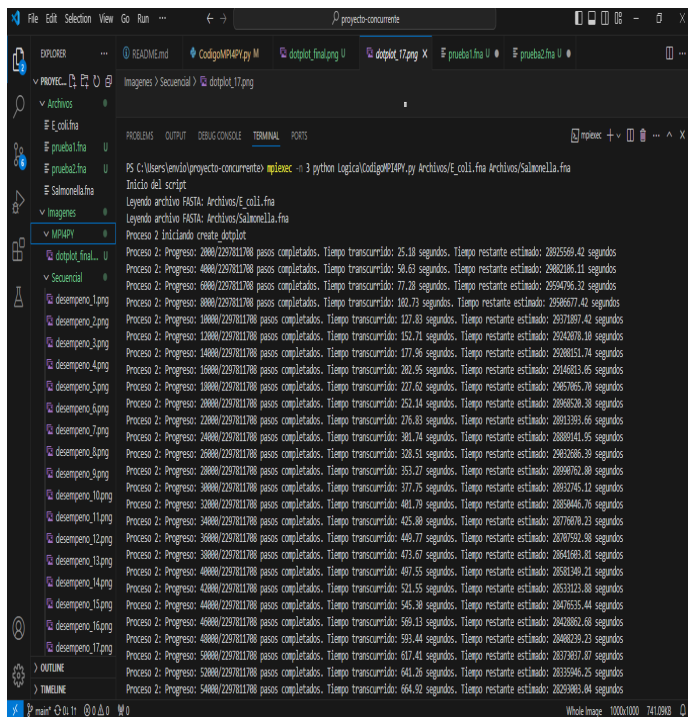 File Edit Selection View Go Run ··· ← → proyecto-concurrente
EXPLORER ··· README.md CodigoMPI4PY.py M dotplot_final.png U dotplot_17.png × prueba1.fna U ● prueba2.fna U ●
PROYEC... Imagenes > Secuencial > dotplot_17.png
Archivos
E_coli.fna
prueba1.fna U
prueba2.fna U
Salmonella.fna
Imagenes
MPI4PY
dotplot_final... U
Secuencial
desempeno_1.png
desempeno_2.png
desempeno_3.png
desempeno_4.png
desempeno_5.png
desempeno_6.png
desempeno_7.png
desempeno_8.png
desempeno_9.png
desempeno_10.png
desempeno_11.png
desempeno_12.png
desempeno_13.png
desempeno_14.png
desempeno_15.png
desempeno_16.png
desempeno_17.png
OUTLINE
TIMELINE
PROBLEMS OUTPUT DEBUG CONSOLE TERMINAL PORTS mpiexec
PS C:\Users\envio\proyecto-concurrente> mpiexec -n 3 python Logica\CodigoMPI4PY.py Archivos/E_coli.fna Archivos/Salmonella.fna
Inicio del script
Leyendo archivo FASTA: Archivos/E_coli.fna
Leyendo archivo FASTA: Archivos/Salmonella.fna
Proceso 2 iniciando create_dotplot
Proceso 2: Progreso: 2000/2297811708 pasos completados. Tiempo transcurrido: 25.18 segundos. Tiempo restante estimado: 28925569.42 segundos
Proceso 2: Progreso: 4000/2297811708 pasos completados. Tiempo transcurrido: 50.63 segundos. Tiempo restante estimado: 29082186.11 segundos
Proceso 2: Progreso: 6000/2297811708 pasos completados. Tiempo transcurrido: 77.28 segundos. Tiempo restante estimado: 29594796.32 segundos
Proceso 2: Progreso: 8000/2297811708 pasos completados. Tiempo transcurrido: 102.73 segundos. Tiempo restante estimado: 29506677.42 segundos
Proceso 2: Progreso: 10000/2297811708 pasos completados. Tiempo transcurrido: 127.83 segundos. Tiempo restante estimado: 29371897.42 segundos
Proceso 2: Progreso: 12000/2297811708 pasos completados. Tiempo transcurrido: 152.71 segundos. Tiempo restante estimado: 29242078.10 segundos
Proceso 2: Progreso: 14000/2297811708 pasos completados. Tiempo transcurrido: 177.96 segundos. Tiempo restante estimado: 29208151.74 segundos
Proceso 2: Progreso: 16000/2297811708 pasos completados. Tiempo transcurrido: 202.95 segundos. Tiempo restante estimado: 29146813.05 segundos
Proceso 2: Progreso: 18000/2297811708 pasos completados. Tiempo transcurrido: 227.62 segundos. Tiempo restante estimado: 29057065.70 segundos
Proceso 2: Progreso: 20000/2297811708 pasos completados. Tiempo transcurrido: 252.14 segundos. Tiempo restante estimado: 28968520.38 segundos
Proceso 2: Progreso: 22000/2297811708 pasos completados. Tiempo transcurrido: 276.83 segundos. Tiempo restante estimado: 28913393.66 segundos
Proceso 2: Progreso: 24000/2297811708 pasos completados. Tiempo transcurrido: 301.74 segundos. Tiempo restante estimado: 28889141.95 segundos
Proceso 2: Progreso: 26000/2297811708 pasos completados. Tiempo transcurrido: 328.51 segundos. Tiempo restante estimado: 29032686.39 segundos
Proceso 2: Progreso: 28000/2297811708 pasos completados. Tiempo transcurrido: 353.27 segundos. Tiempo restante estimado: 28990762.80 segundos
Proceso 2: Progreso: 30000/2297811708 pasos completados. Tiempo transcurrido: 377.75 segundos. Tiempo restante estimado: 28932745.12 segundos
Proceso 2: Progreso: 32000/2297811708 pasos completados. Tiempo transcurrido: 401.79 segundos. Tiempo restante estimado: 28850446.76 segundos
Proceso 2: Progreso: 34000/2297811708 pasos completados. Tiempo transcurrido: 425.80 segundos. Tiempo restante estimado: 28776070.23 segundos
Proceso 2: Progreso: 36000/2297811708 pasos completados. Tiempo transcurrido: 449.77 segundos. Tiempo restante estimado: 28707592.98 segundos
Proceso 2: Progreso: 38000/2297811708 pasos completados. Tiempo transcurrido: 473.67 segundos. Tiempo restante estimado: 28641603.81 segundos
Proceso 2: Progreso: 40000/2297811708 pasos completados. Tiempo transcurrido: 497.55 segundos. Tiempo restante estimado: 28581349.21 segundos
Proceso 2: Progreso: 42000/2297811708 pasos completados. Tiempo transcurrido: 521.55 segundos. Tiempo restante estimado: 28533123.88 segundos
Proceso 2: Progreso: 44000/2297811708 pasos completados. Tiempo transcurrido: 545.30 segundos. Tiempo restante estimado: 28476535.44 segundos
Proceso 2: Progreso: 46000/2297811708 pasos completados. Tiempo transcurrido: 569.13 segundos. Tiempo restante estimado: 28428862.68 segundos
Proceso 2: Progreso: 48000/2297811708 pasos completados. Tiempo transcurrido: 593.44 segundos. Tiempo restante estimado: 28408239.23 segundos
Proceso 2: Progreso: 50000/2297811708 pasos completados. Tiempo transcurrido: 617.41 segundos. Tiempo restante estimado: 28373037.87 segundos
Proceso 2: Progreso: 52000/2297811708 pasos completados. Tiempo transcurrido: 641.26 segundos. Tiempo restante estimado: 28335946.25 segundos
Proceso 2: Progreso: 54000/2297811708 pasos completados. Tiempo transcurrido: 664.92 segundos. Tiempo restante estimado: 28293003.04 segundos
main* 0↓ 1↑ 0 0 0 Whole Image 1000x1000 741.09KB